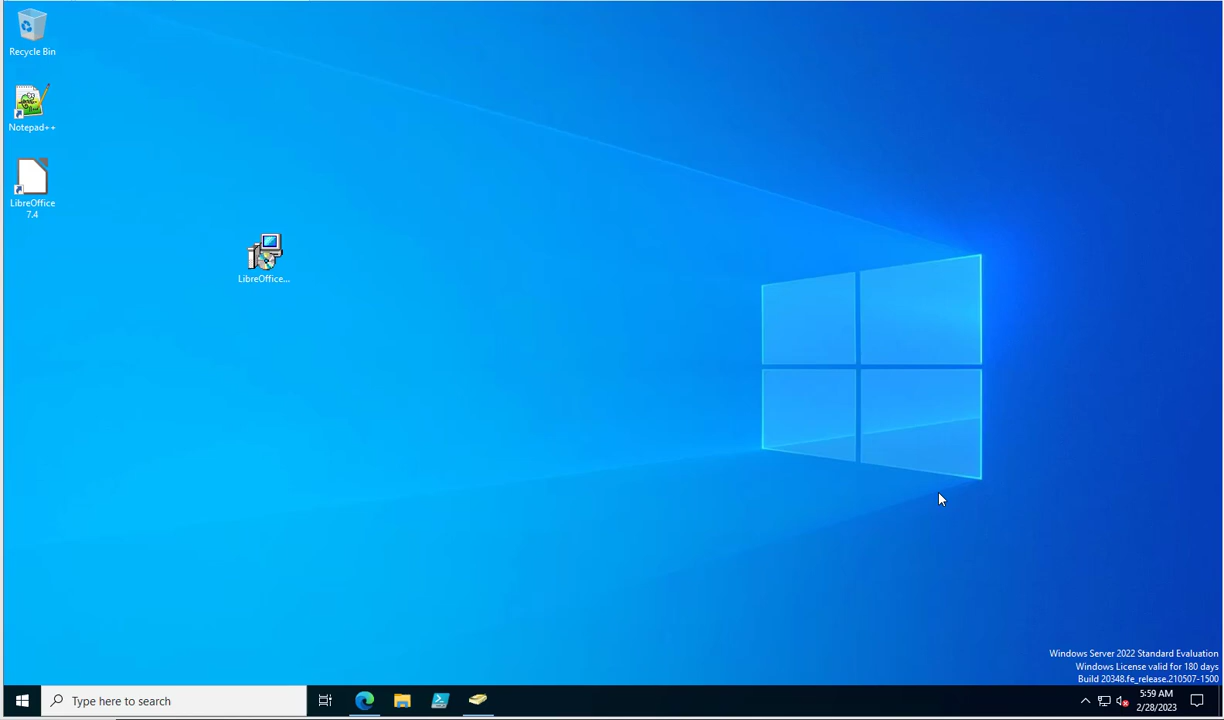 Recycle Bin
Notepad++
LibreOffice
7.4
LibreOffice...
Windows Server 2022 Standard Evaluation
Windows License valid for 180 days
Build 20348.fe_release.210507-1500
Type here to search
5:59 AM
2/28/2023